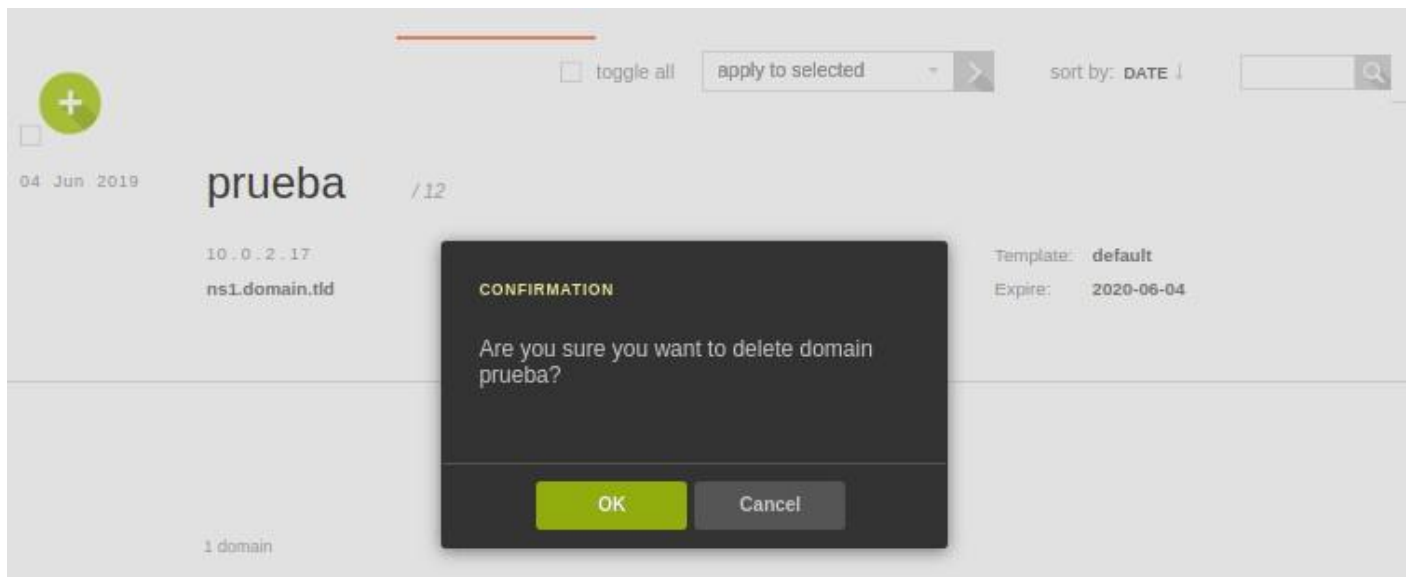 toggle all apply to selected sort by: DATE ↓
04 Jun 2019 prueba / 12
10.0.2.17 Template: default
ns1.domain.tld Expire: 2020-06-04
CONFIRMATION
Are you sure you want to delete domain
prueba?
OK Cancel
1 domain